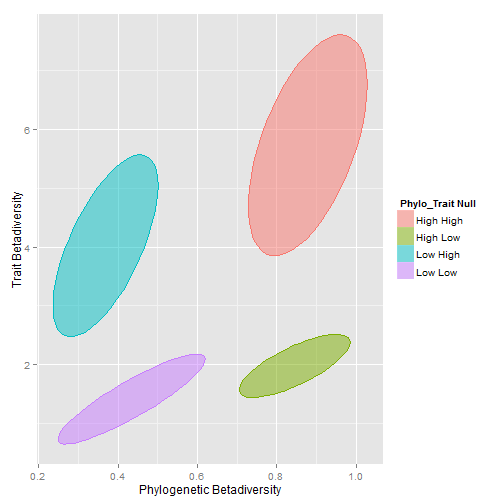 Trait Betadiversity
6
4
2
0.2 0.4 0.6 0.8 1.0
Phylogenetic Betadiversity
Phylo_Trait Null
High High
High Low
Low High
Low Low